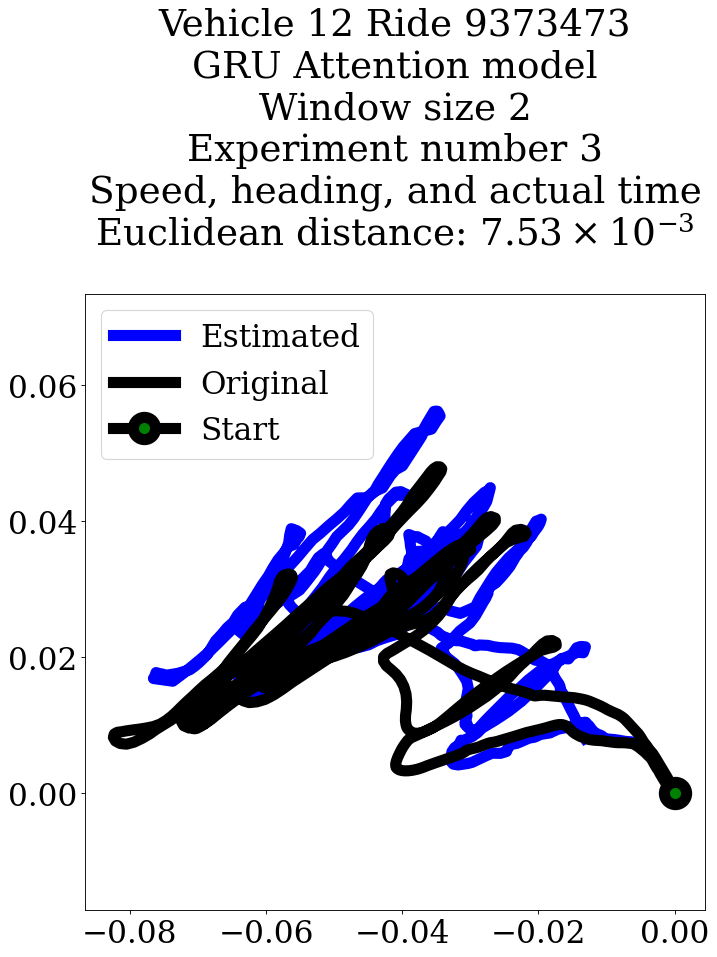 Vehicle 12 Ride 9373473
GRU Attention model
Window size 2
Experiment number 3
Speed, heading, and actual time
Euclidean distance: 7.53 × 10⁻³
Estimated
Original
Start
0.06
0.04
0.02
0.00
−0.08 −0.06 −0.04 −0.02 0.00